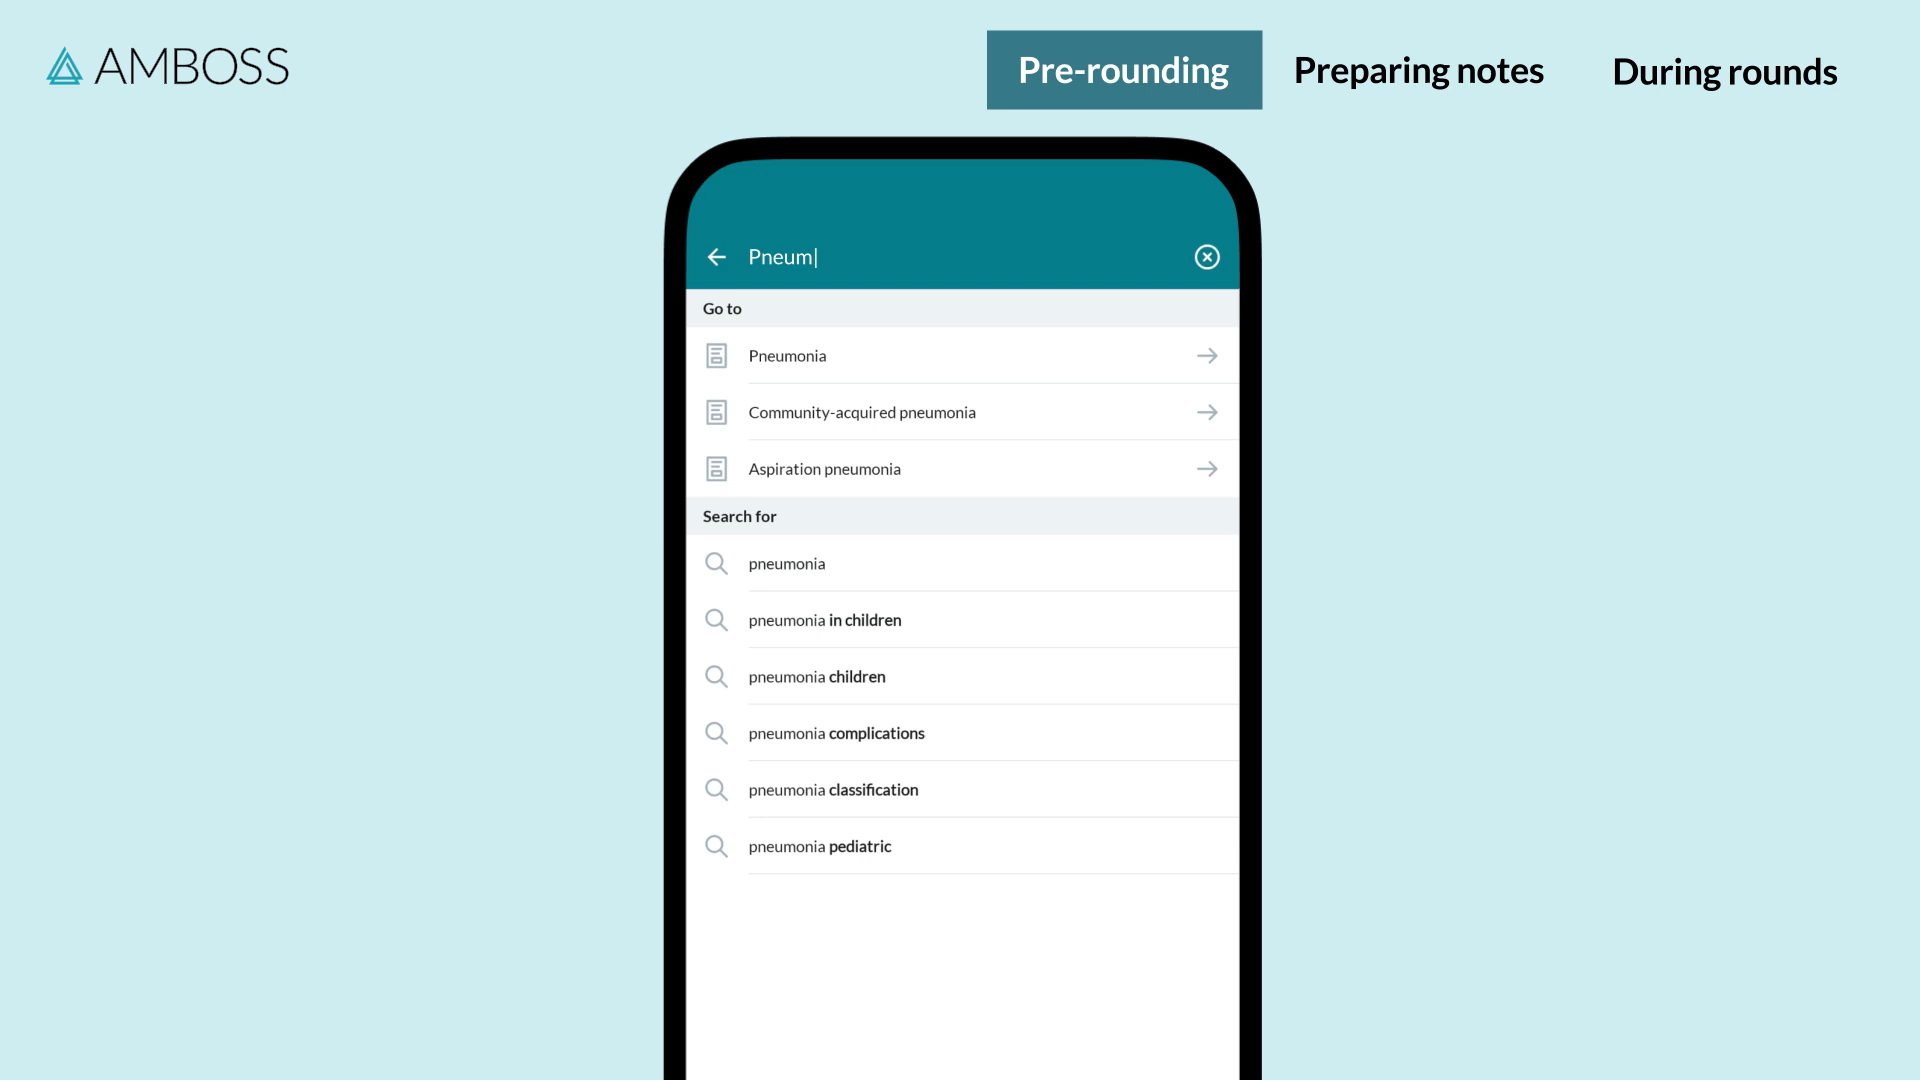 AMBOSS
Pre-rounding
Preparing notes
During rounds
Pneum
Go to
Pneumonia
Community-acquired pneumonia
Aspiration pneumonia
Search for
pneumonia
pneumonia in children
pneumonia children
pneumonia complications
pneumonia classification
pneumonia pediatric